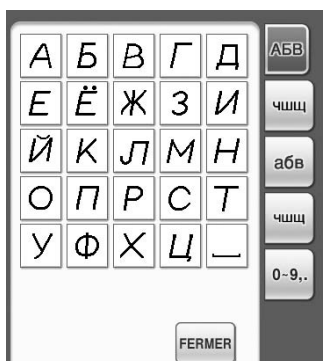 А Б В Г Д
Е Ё Ж З И
Й К Л М Н
О П Р С Т
У Ф Х Ц
АБВ
чшщ
абв
чшщ
0~9,.
FERMER